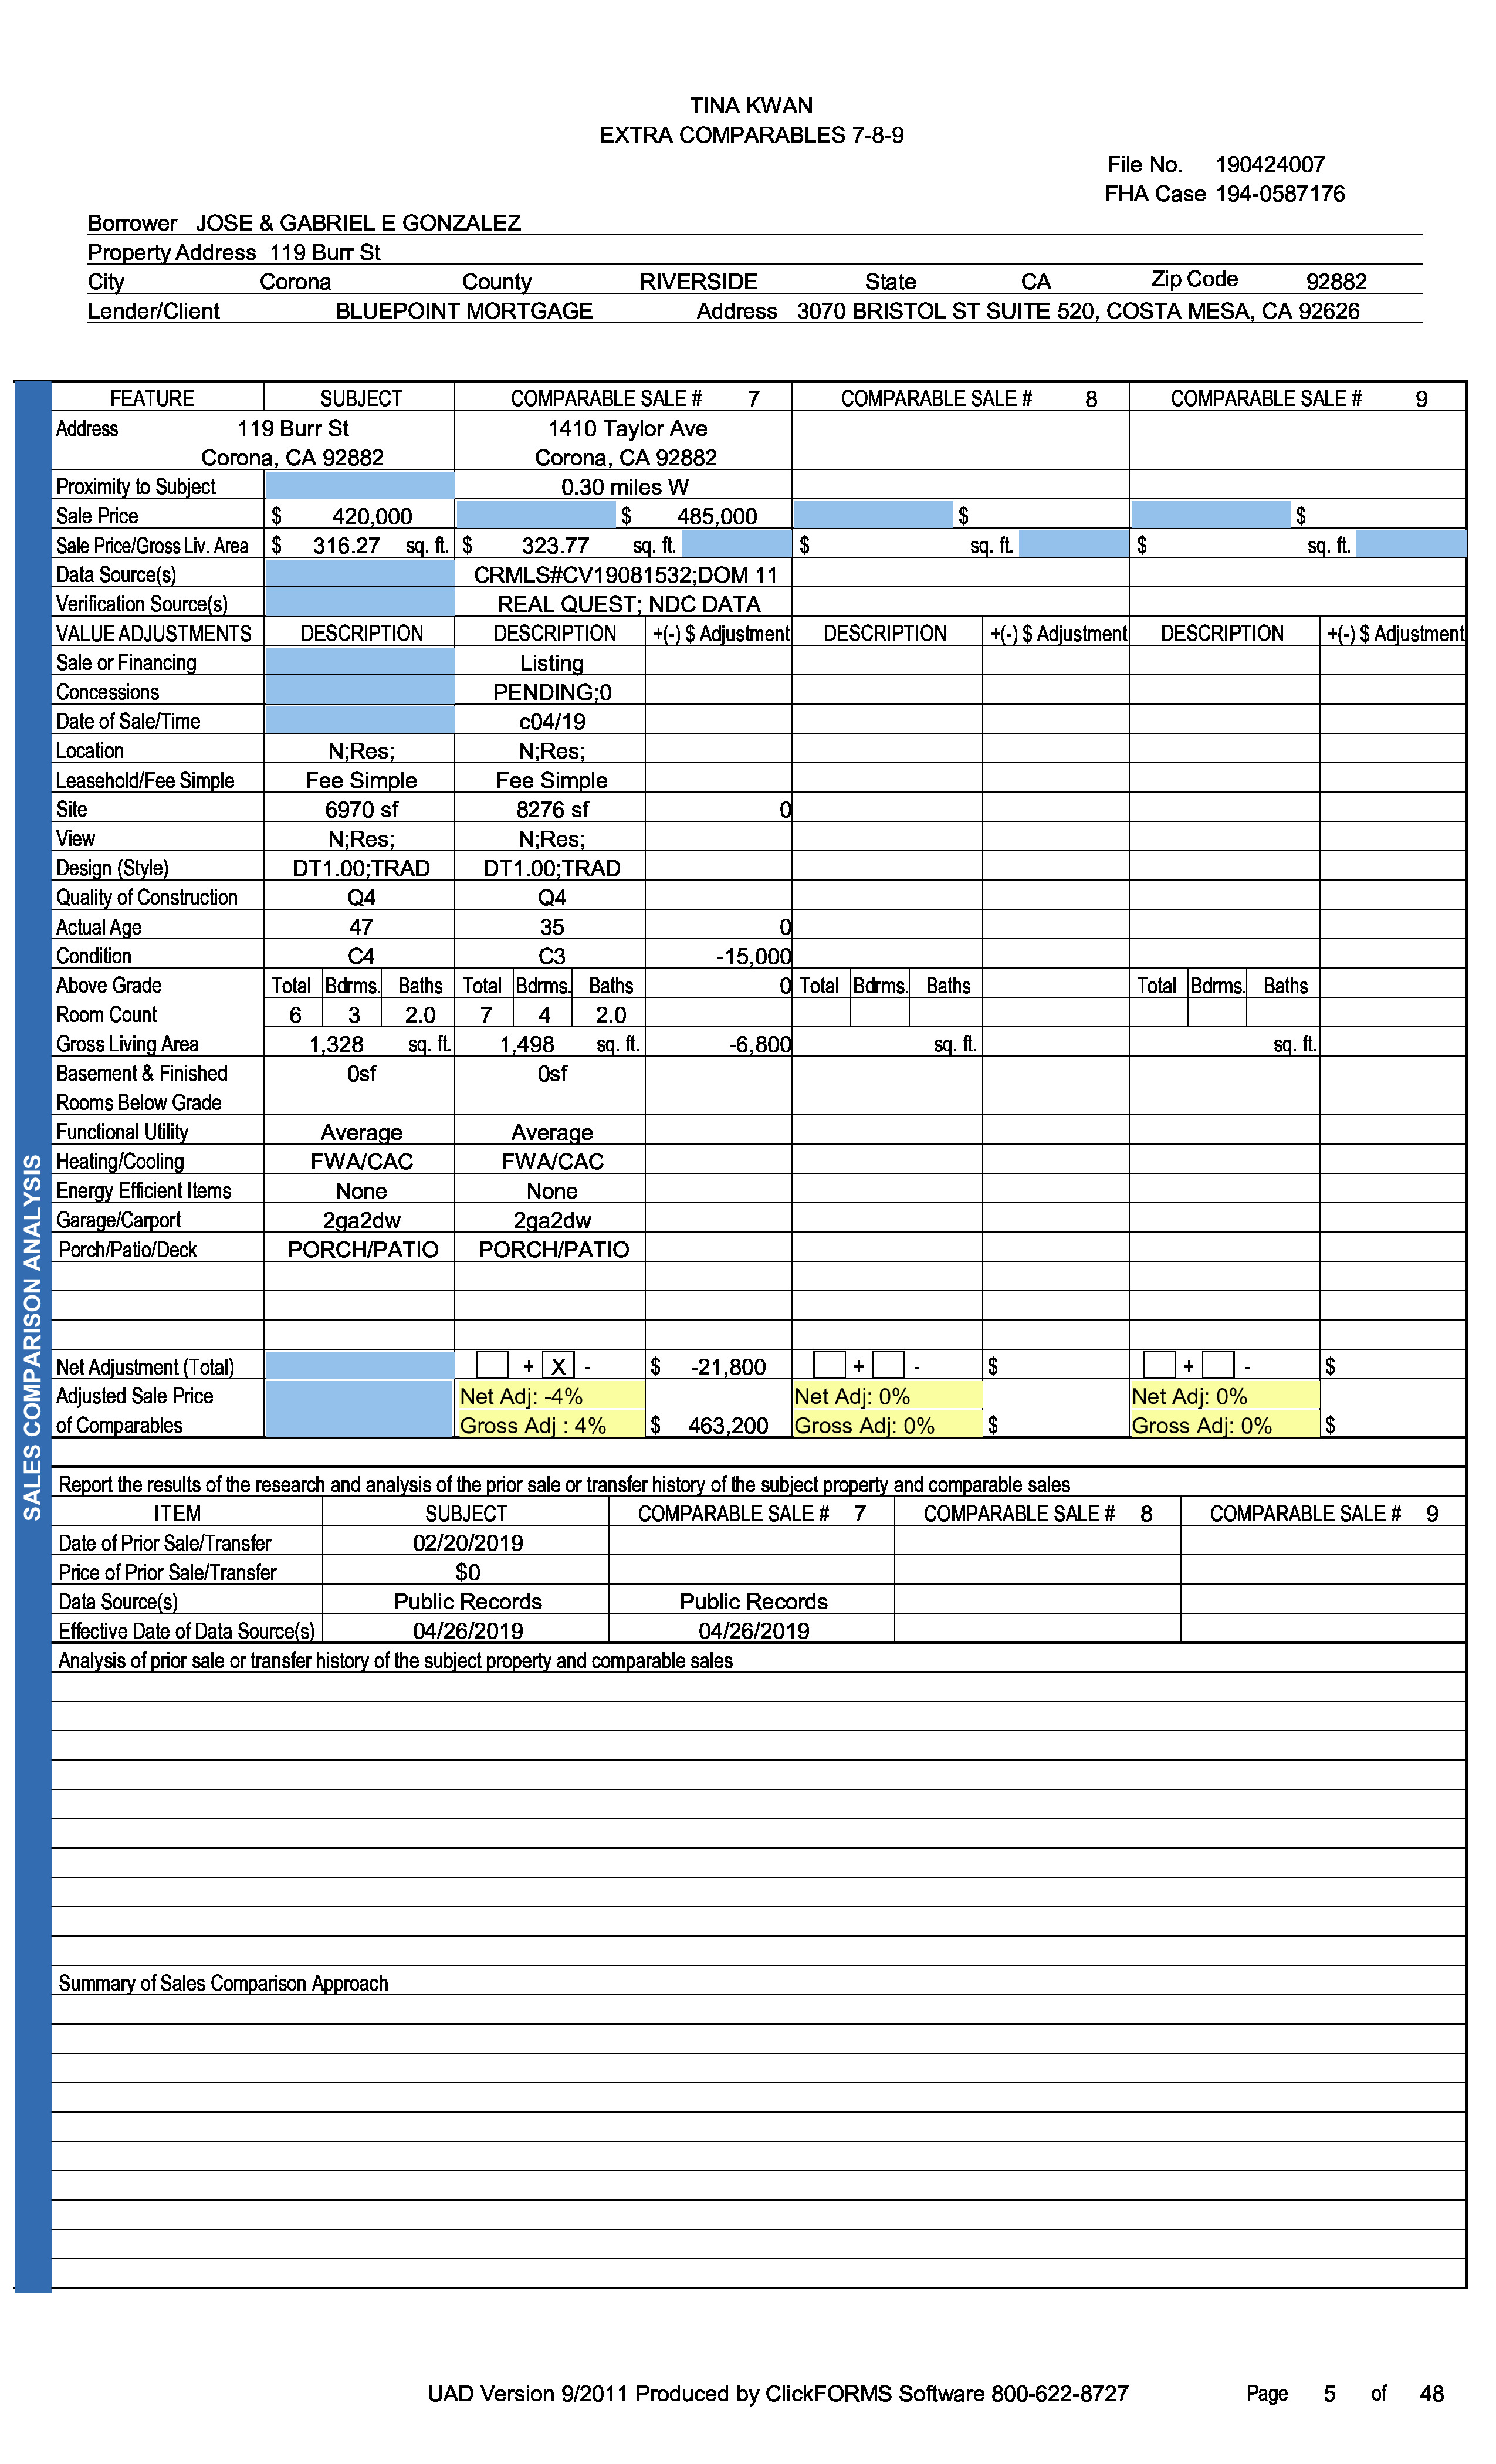 TINA KWAN
EXTRA COMPARABLES 7-8-9
File No. 190424007
FHA Case 194-0587176
Borrower JOSE & GABRIEL E GONZALEZ
Property Address 119 Burr St
City Corona County RIVERSIDE State CA Zip Code 92882
Lender/Client BLUEPOINT MORTGAGE Address 3070 BRISTOL ST SUITE 520, COSTA MESA, CA 92626
SALES COMPARISON ANALYSIS
FEATURE SUBJECT COMPARABLE SALE # 7 COMPARABLE SALE # 8 COMPARABLE SALE # 9
Address 119 Burr St 1410 Taylor Ave
Corona, CA 92882 Corona, CA 92882
Proximity to Subject 0.30 miles W
Sale Price $ 420,000 $ 485,000 $ $
Sale Price/Gross Liv. Area $ 316.27 sq. ft. $ 323.77 sq. ft. $ sq. ft. $ sq. ft.
Data Source(s) CRMLS#CV19081532;DOM 11
Verification Source(s) REAL QUEST; NDC DATA
VALUE ADJUSTMENTS DESCRIPTION DESCRIPTION +(-) $ Adjustment DESCRIPTION +(-) $ Adjustment DESCRIPTION +(-) $ Adjustment
Sale or Financing Listing
Concessions PENDING;0
Date of Sale/Time c04/19
Location N;Res; N;Res;
Leasehold/Fee Simple Fee Simple Fee Simple
Site 6970 sf 8276 sf 0
View N;Res; N;Res;
Design (Style) DT1.00;TRAD DT1.00;TRAD
Quality of Construction Q4 Q4
Actual Age 47 35 0
Condition C4 C3 -15,000
Above Grade Total Bdrms. Baths Total Bdrms. Baths 0 Total Bdrms. Baths Total Bdrms. Baths
Room Count 6 3 2.0 7 4 2.0
Gross Living Area 1,328 sq. ft. 1,498 sq. ft. -6,800 sq. ft. sq. ft.
Basement & Finished 0sf 0sf
Rooms Below Grade
Functional Utility Average Average
Heating/Cooling FWA/CAC FWA/CAC
Energy Efficient Items None None
Garage/Carport 2ga2dw 2ga2dw
Porch/Patio/Deck PORCH/PATIO PORCH/PATIO
Net Adjustment (Total) + X - $ -21,800 + - $ + - $
Adjusted Sale Price Net Adj: -4% Net Adj: 0% Net Adj: 0%
of Comparables Gross Adj : 4% $ 463,200 Gross Adj: 0% $ Gross Adj: 0% $
Report the results of the research and analysis of the prior sale or transfer history of the subject property and comparable sales
ITEM SUBJECT COMPARABLE SALE # 7 COMPARABLE SALE # 8 COMPARABLE SALE # 9
Date of Prior Sale/Transfer 02/20/2019
Price of Prior Sale/Transfer $0
Data Source(s) Public Records Public Records
Effective Date of Data Source(s) 04/26/2019 04/26/2019
Analysis of prior sale or transfer history of the subject property and comparable sales
Summary of Sales Comparison Approach
UAD Version 9/2011 Produced by ClickFORMS Software 800-622-8727 Page 5 of 48